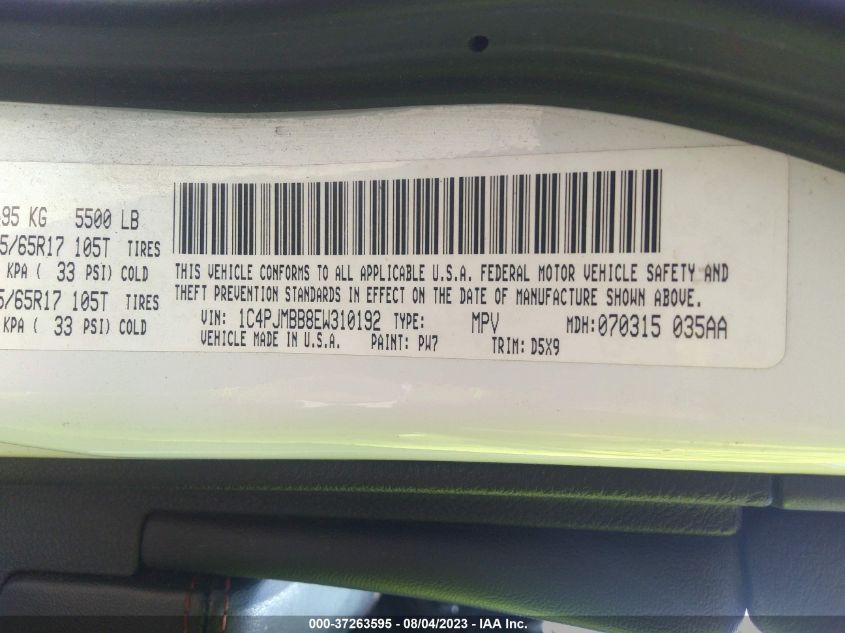 95 KG 5500 LB
5/65R17 105T TIRES
KPA ( 33 PSI) COLD
5/65R17 105T TIRES
KPA ( 33 PSI) COLD
THIS VEHICLE CONFORMS TO ALL APPLICABLE U.S.A. FEDERAL MOTOR VEHICLE SAFETY AND
THEFT PREVENTION STANDARDS IN EFFECT ON THE DATE OF MANUFACTURE SHOWN ABOVE.
VIN: 1C4PJMBB8EW310192 TYPE: MPV MDH:070315 035AA
VEHICLE MADE IN U.S.A. PAINT: PW7 TRIM: D5X9
000-37263595 - 08/04/2023 - IAA Inc.